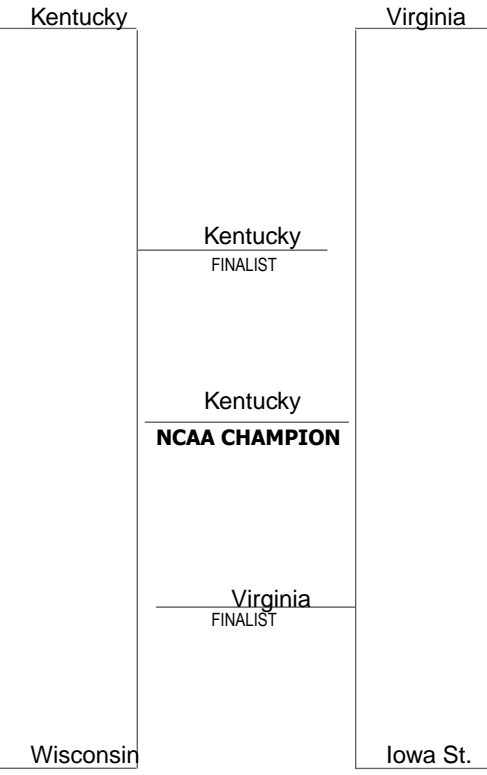 Kentucky
Virginia
Kentucky
FINALIST
Kentucky
NCAA CHAMPION
Virginia
FINALIST
Wisconsin
Iowa St.